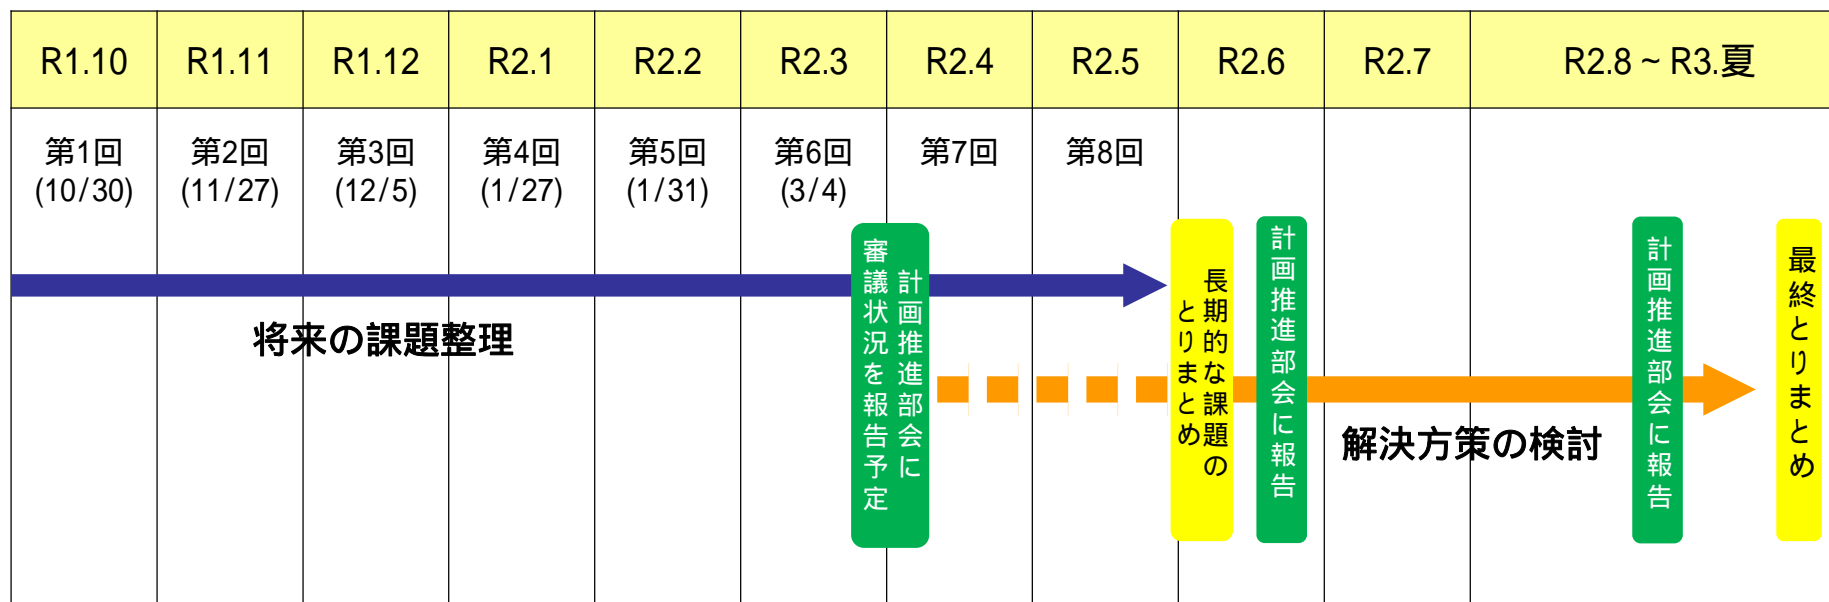 R1.10
R1.11
R1.12
R2.1
R2.2
R2.3
R2.4
R2.5
R2.6
R2.7
R2.8 ~ R3.夏
第1回
(10/30)
第2回
(11/27)
第3回
(12/5)
第4回
(1/27)
第5回
(1/31)
第6回
(3/4)
第7回
第8回
将来の課題整理
計画推進部会に
審議状況を報告予定
長期的な課題の
とりまとめ
計画推進部会に報告
解決方策の検討
計画推進部会に報告
最終とりまとめ